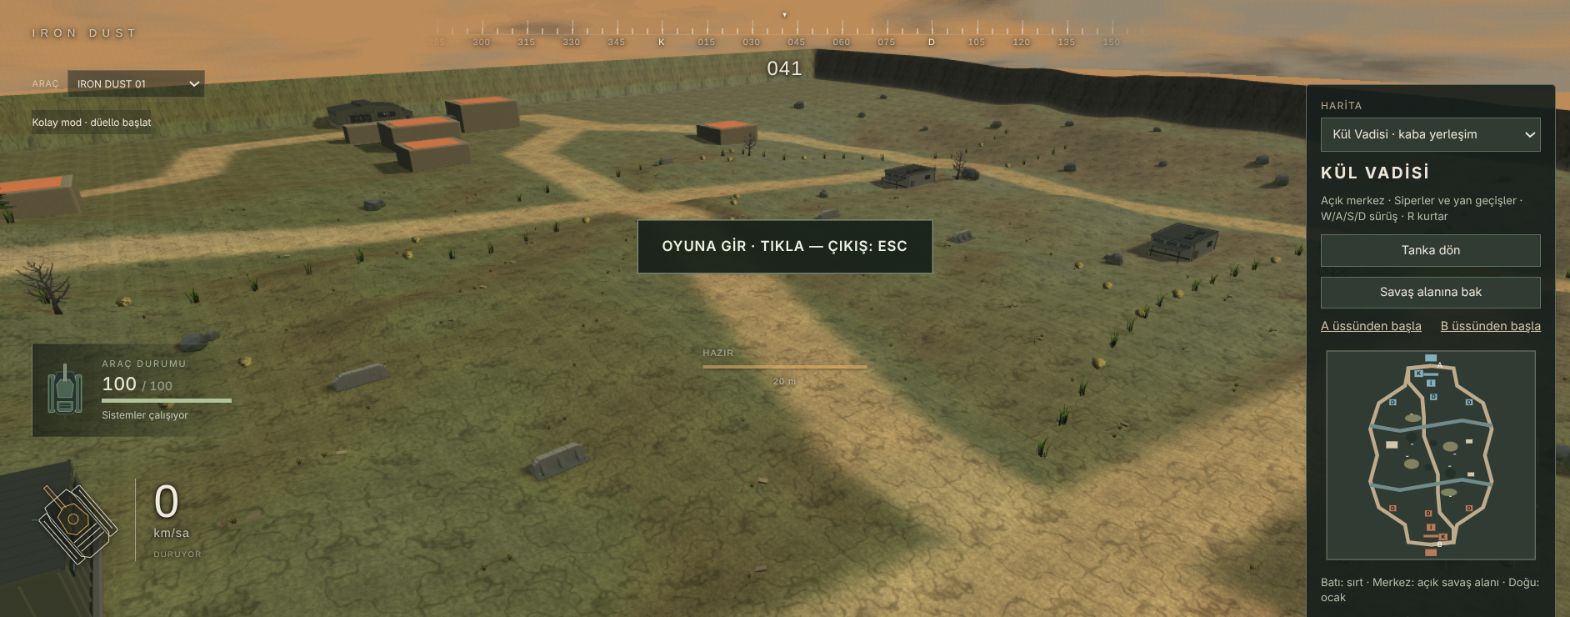 IRON DUST
300 315 330 345 K 015 030 045 060 075 D 105 120 135 150
041
ARAÇ IRON DUST 01
Kolay mod · düello başlat
OYUNA GİR · TIKLA — ÇIKIŞ: ESC
HARİTA
Kül Vadisi · kaba yerleşim
KÜL VADİSİ
Açık merkez · Siperler ve yan geçişler ·
W/A/S/D sürüş · R kurtar
Tanka dön
Savaş alanına bak
A üssünden başla B üssünden başla
ARAÇ DURUMU
100 / 100
Sistemler çalışıyor
HAZIR
20 m
0
km/sa
DURUYOR
A
K
I
D
D D
D D
D
I
K
B
Batı: sırt · Merkez: açık savaş alanı · Doğu:
ocak